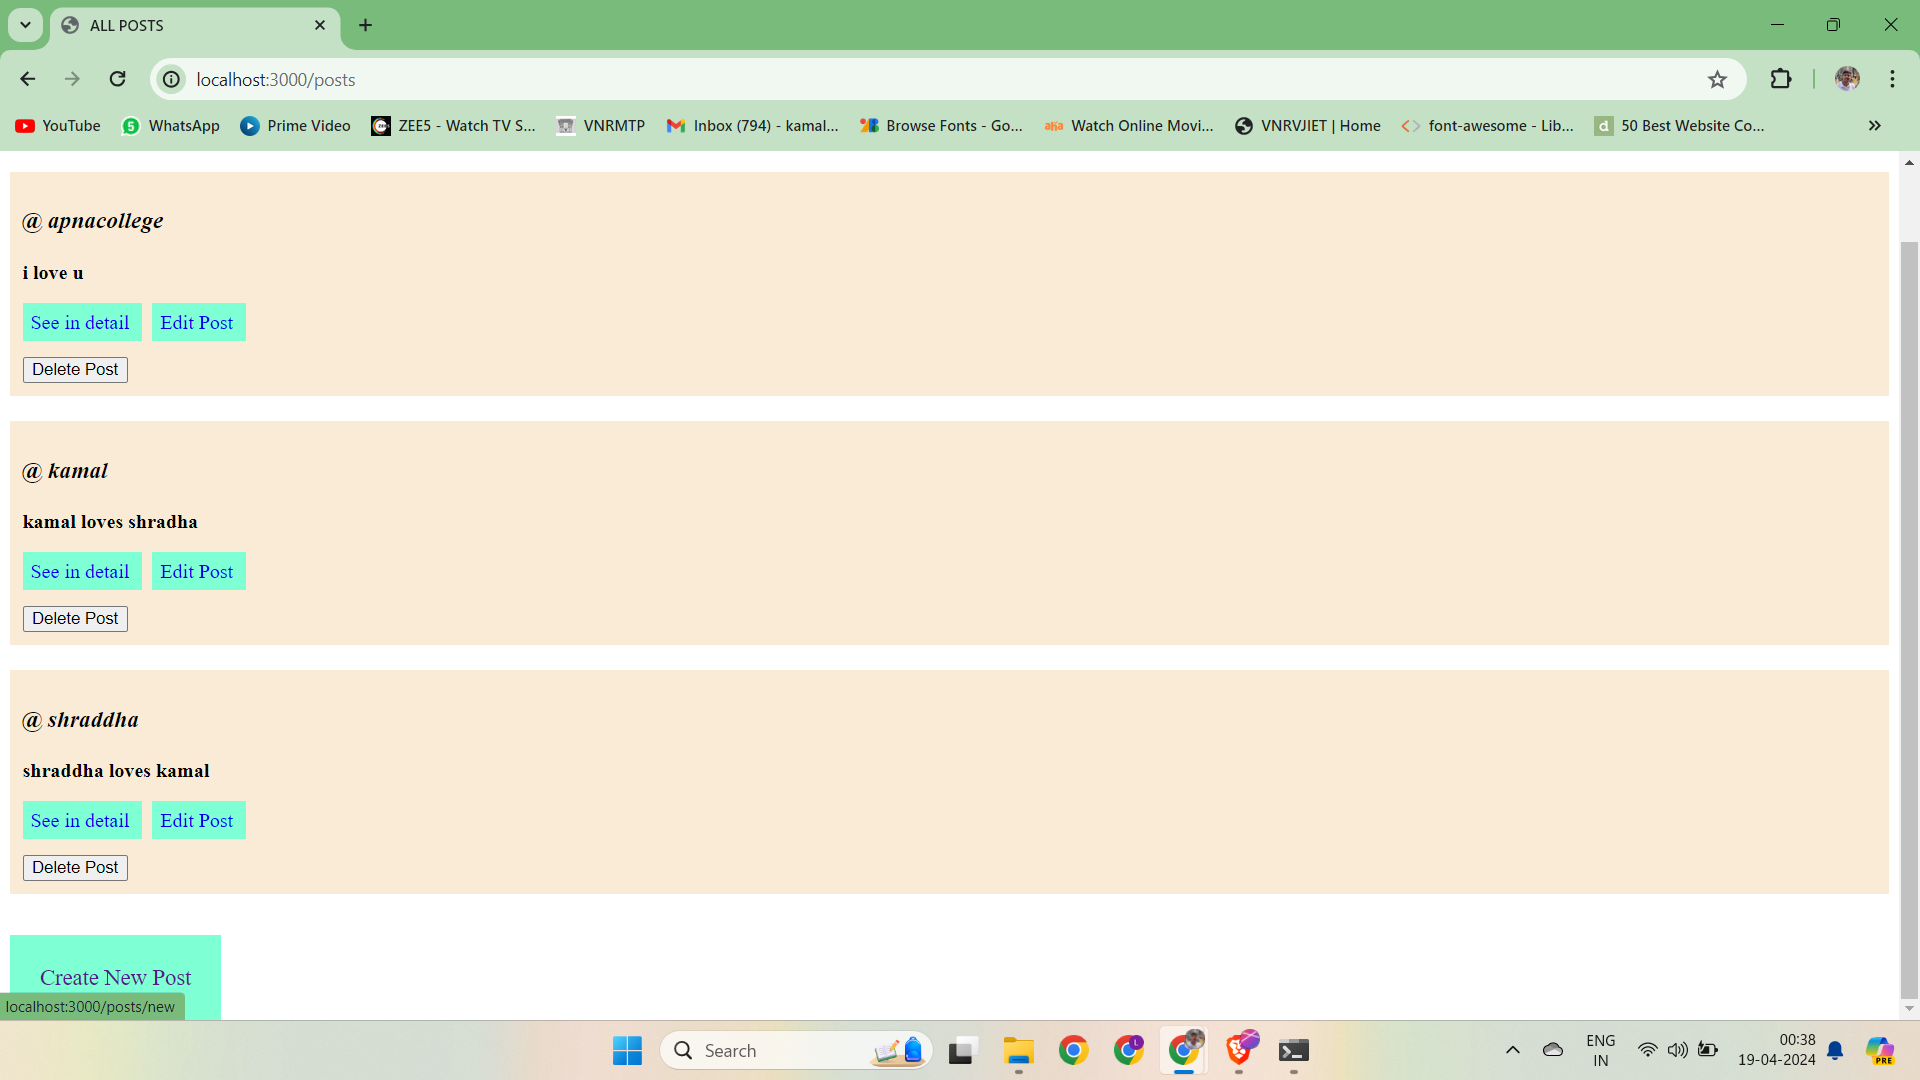 ALL POSTS
localhost:3000/posts
YouTube WhatsApp Prime Video ZEE5 - Watch TV S... VNRMTP Inbox (794) - kamal... Browse Fonts - Go... Watch Online Movi... VNRVJIET | Home font-awesome - Lib... 50 Best Website Co...
@ apnacollege
i love u
See in detail Edit Post
Delete Post
@ kamal
kamal loves shradha
See in detail Edit Post
Delete Post
@ shraddha
shraddha loves kamal
See in detail Edit Post
Delete Post
Create New Post
localhost:3000/posts/new
Search
ENG
IN
00:38
19-04-2024
PRE